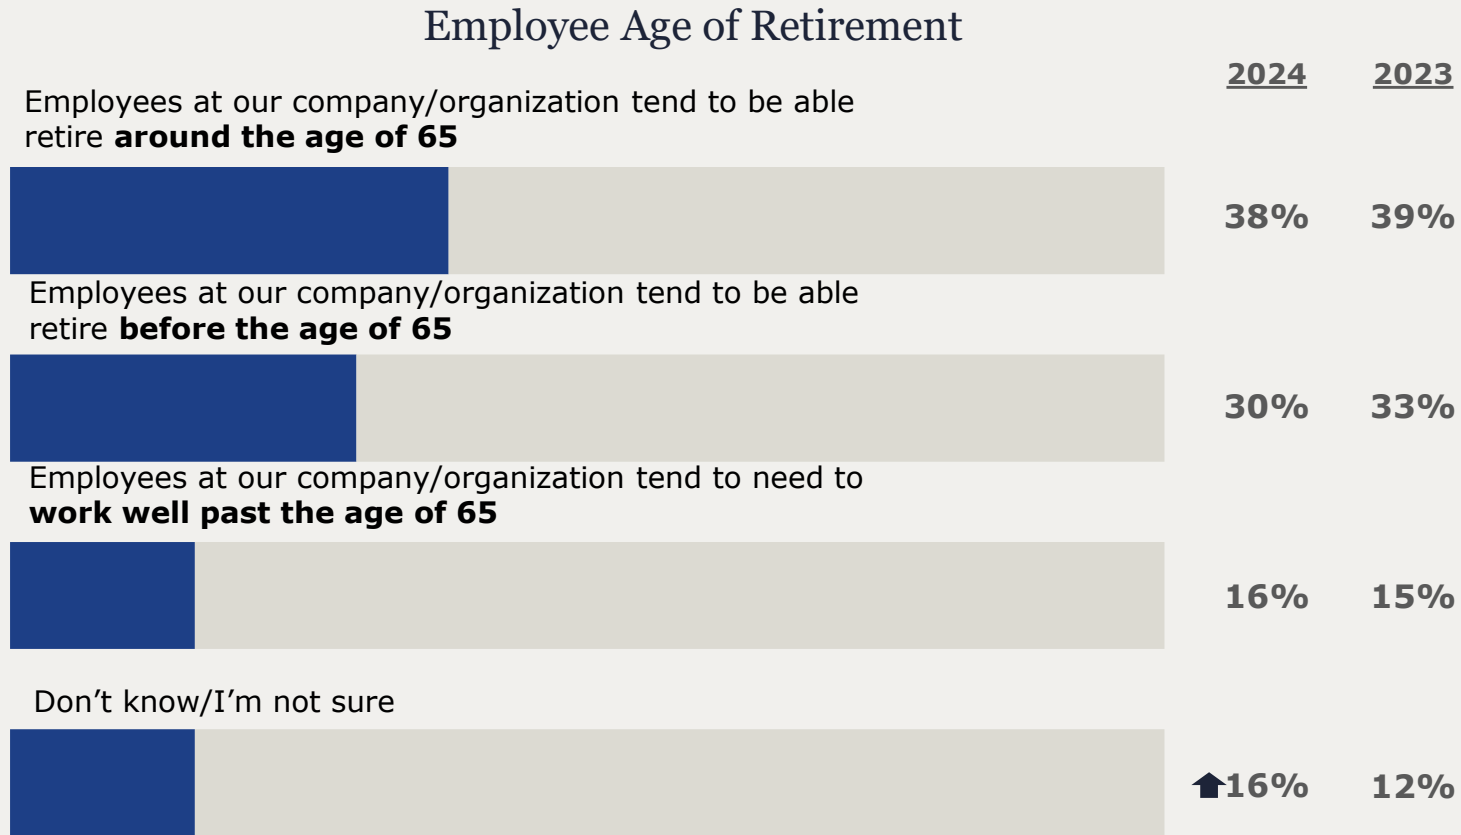 Employee Age of Retirement
2024 2023
Employees at our company/organization tend to be able
retire around the age of 65
38% 39%
Employees at our company/organization tend to be able
retire before the age of 65
30% 33%
Employees at our company/organization tend to need to
work well past the age of 65
16% 15%
Don’t know/I’m not sure
16% 12%